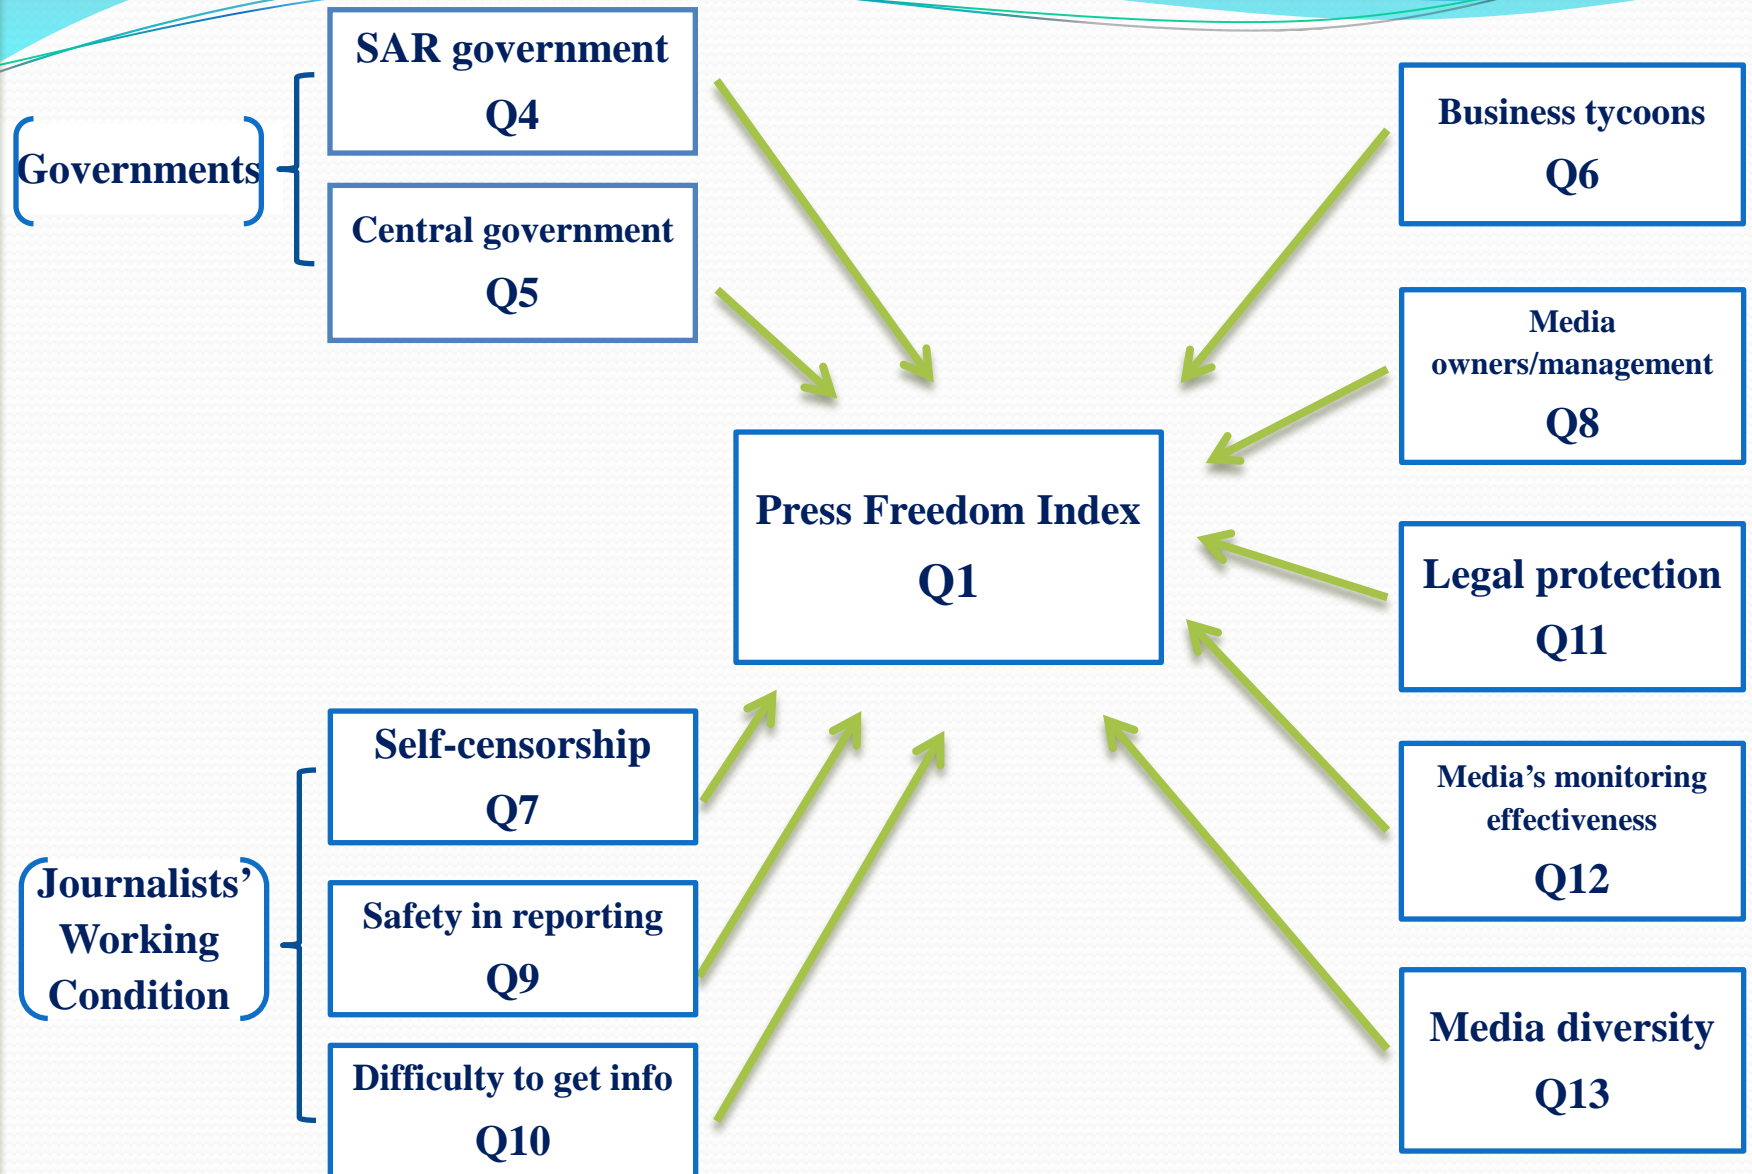 Governments
SAR government
Q4
Central government
Q5
Press Freedom Index
Q1
Journalists’
Working
Condition
Self-censorship
Q7
Safety in reporting
Q9
Difficulty to get info
Q10
Business tycoons
Q6
Media
owners/management
Q8
Legal protection
Q11
Media’s monitoring
effectiveness
Q12
Media diversity
Q13